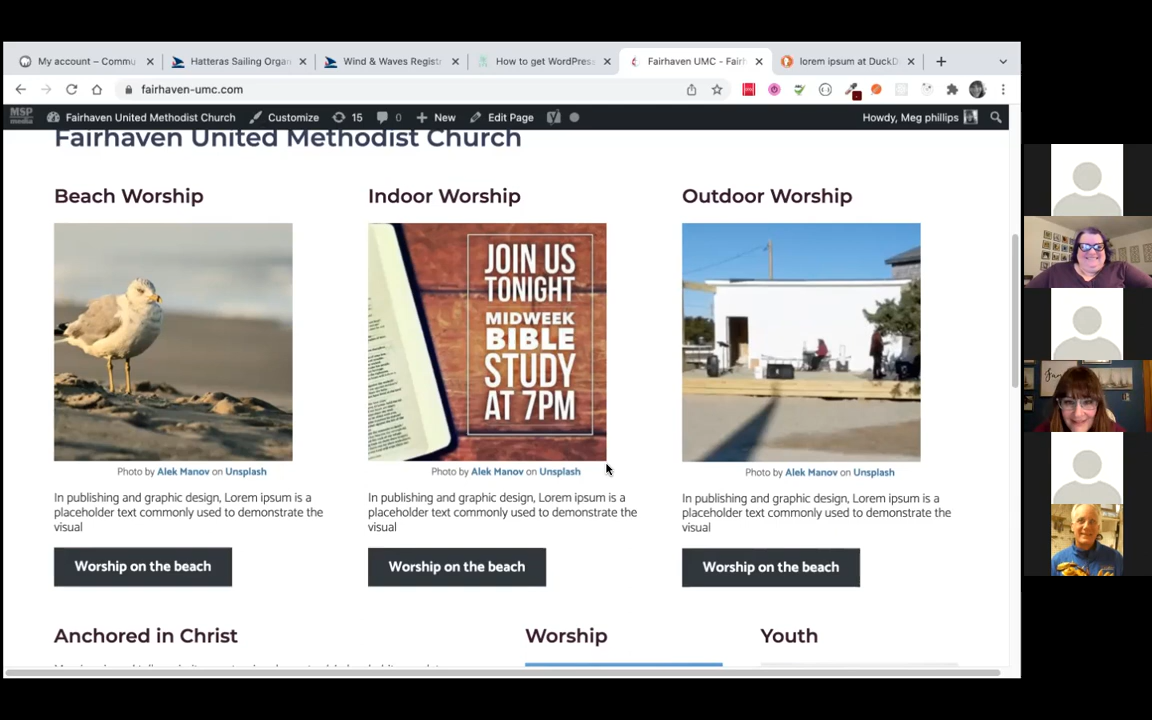 My account – Commu
Hatteras Sailing Organ
Wind & Waves Registr
How to get WordPress
Fairhaven UMC - Fairh
lorem ipsum at DuckD
fairhaven-umc.com
MSP media
Fairhaven United Methodist Church
Customize
15
0
New
Edit Page
Howdy, Meg phillips
Fairhaven United Methodist Church
Beach Worship
Indoor Worship
Outdoor Worship
JOIN US
TONIGHT
MIDWEEK
BIBLE
STUDY
AT 7PM
Photo by Alek Manov on Unsplash
Photo by Alek Manov on Unsplash
Photo by Alek Manov on Unsplash
In publishing and graphic design, Lorem ipsum is a
placeholder text commonly used to demonstrate the
visual
In publishing and graphic design, Lorem ipsum is a
placeholder text commonly used to demonstrate the
visual
In publishing and graphic design, Lorem ipsum is a
placeholder text commonly used to demonstrate the
visual
Worship on the beach
Worship on the beach
Worship on the beach
Anchored in Christ
Worship
Youth